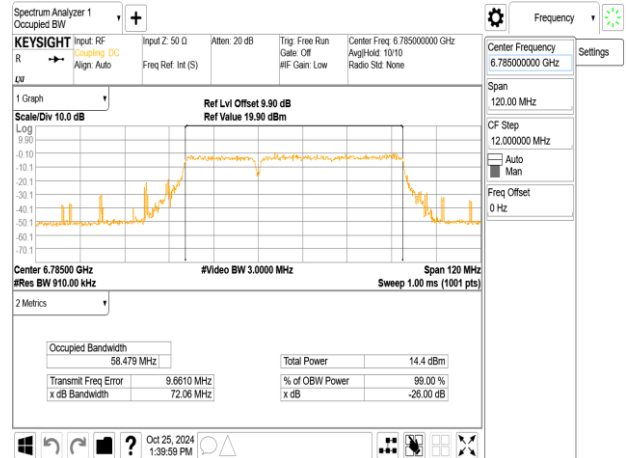 Spectrum Analyzer 1
Occupied BW
Frequency
KEYSIGHT
R
Input: RF
Coupling: DC
Align: Auto
Input Z: 50 Ω
Freq Ref: Int (S)
Atten: 20 dB
Trig: Free Run
Gate: Off
#IF Gain: Low
Center Freq: 6.785000000 GHz
Avg|Hold: 10/10
Radio Std: None
Center Frequency
6.785000000 GHz
Settings
Span
120.00 MHz
CF Step
12.000000 MHz
Auto
Man
Freq Offset
0 Hz
1 Graph
Scale/Div 10.0 dB
Ref Lvl Offset 9.90 dB
Ref Value 19.90 dBm
Log
9.90
-0.10
-10.1
-20.1
-30.1
-40.1
-50.1
-60.1
-70.1
Center 6.78500 GHz
#Res BW 910.00 kHz
#Video BW 3.0000 MHz
Span 120 MHz
Sweep 1.00 ms (1001 pts)
2 Metrics
Occupied Bandwidth
58.479 MHz
Transmit Freq Error 9.6610 MHz
x dB Bandwidth 72.06 MHz
Total Power 14.4 dBm
% of OBW Power 99.00 %
x dB -26.00 dB
?
Oct 25, 2024
1:39:59 PM